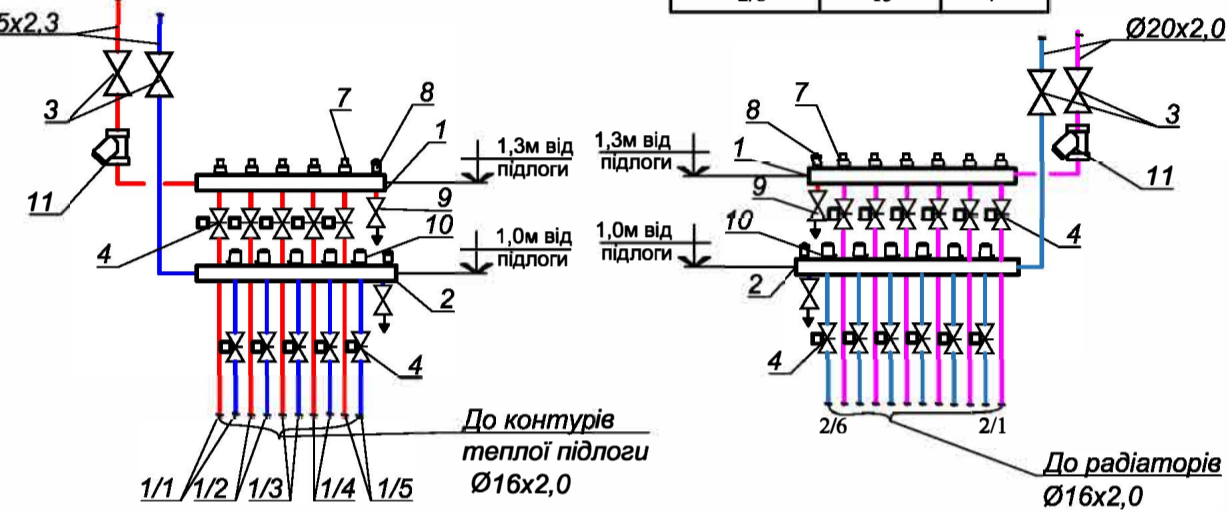 5x2,3
Ø20x2,0
3
3
7
8
1
1,3м від
підлоги
1,3м від
підлоги
8
7
1
11
11
9
9
4
10
1,0м від
підлоги
1,0м від
підлоги
10
4
2
2
4
4
До контурів
теплої підлоги
Ø16x2,0
1/1 1/2 1/3 1/4 1/5
2/6
2/1
До радіаторів
Ø16x2,0